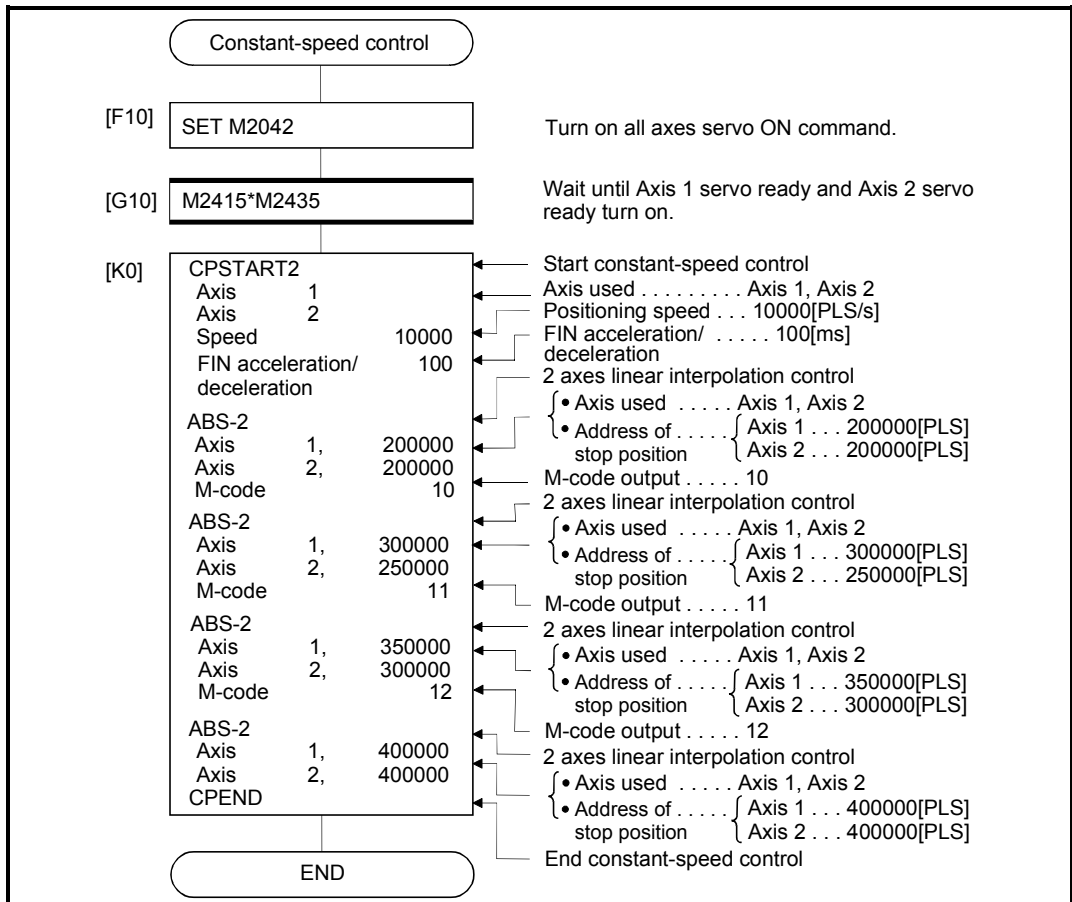 Constant-speed control
[F10] SET M2042 Turn on all axes servo ON command.
[G10] M2415*M2435 Wait until Axis 1 servo ready and Axis 2 servo
ready turn on.
[K0] CPSTART2 Start constant-speed control
Axis 1 Axis used . . . . . . . . . Axis 1, Axis 2
Axis 2 Positioning speed . . . 10000[PLS/s]
Speed 10000 FIN acceleration/ . . . . . 100[ms]
FIN acceleration/ 100 deceleration
deceleration 2 axes linear interpolation control
ABS-2 • Axis used . . . . . Axis 1, Axis 2
Axis 1, 200000 • Address of . . . . . Axis 1 . . . 200000[PLS]
Axis 2, 200000 stop position Axis 2 . . . 200000[PLS]
M-code 10 M-code output . . . . . 10
2 axes linear interpolation control
ABS-2 • Axis used . . . . . Axis 1, Axis 2
Axis 1, 300000 • Address of . . . . . Axis 1 . . . 300000[PLS]
Axis 2, 250000 stop position Axis 2 . . . 250000[PLS]
M-code 11 M-code output . . . . . 11
ABS-2 2 axes linear interpolation control
Axis 1, 350000 • Axis used . . . . . Axis 1, Axis 2
Axis 2, 300000 • Address of . . . . . Axis 1 . . . 350000[PLS]
M-code 12 stop position Axis 2 . . . 300000[PLS]
M-code output . . . . . 12
ABS-2 2 axes linear interpolation control
Axis 1, 400000 • Axis used . . . . . Axis 1, Axis 2
Axis 2, 400000 • Address of . . . . . Axis 1 . . . 400000[PLS]
CPEND stop position Axis 2 . . . 400000[PLS]
End constant-speed control
END